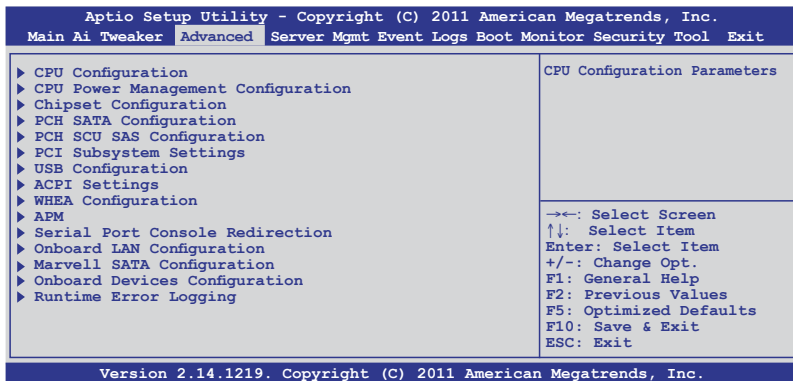 Aptio Setup Utility - Copyright (C) 2011 American Megatrends, Inc.
Main Ai Tweaker Advanced Server Mgmt Event Logs Boot Monitor Security Tool Exit
CPU Configuration
CPU Power Management Configuration
Chipset Configuration
PCH SATA Configuration
PCH SCU SAS Configuration
PCI Subsystem Settings
USB Configuration
ACPI Settings
WHEA Configuration
APM
Serial Port Console Redirection
Onboard LAN Configuration
Marvell SATA Configuration
Onboard Devices Configuration
Runtime Error Logging
CPU Configuration Parameters
→←: Select Screen
↑↓: Select Item
Enter: Select Item
+/-: Change Opt.
F1: General Help
F2: Previous Values
F5: Optimized Defaults
F10: Save & Exit
ESC: Exit
Version 2.14.1219. Copyright (C) 2011 American Megatrends, Inc.